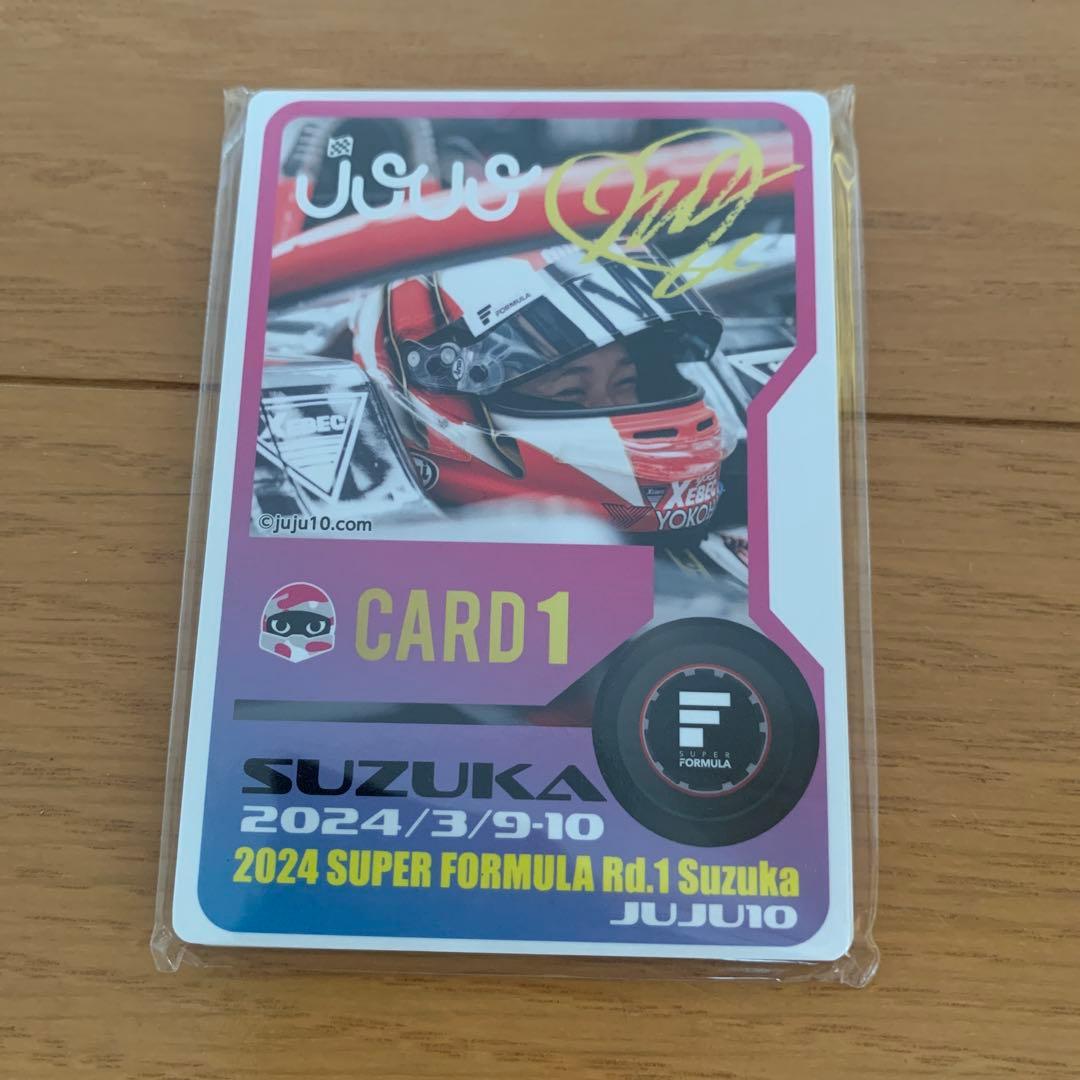 JUJU
FORMULA
XEBEC
XEBEC
YOKOH
©juju10.com
CARD1
SUPER
FORMULA
SUZUKA
2024/3/9-10
2024 SUPER FORMULA Rd.1 Suzuka
JUJU10